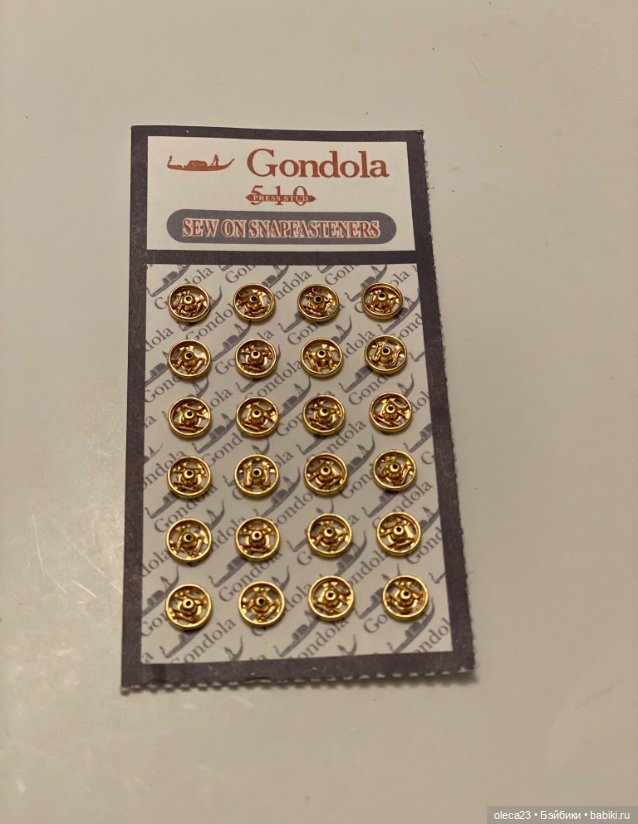 Gondola
510
PRESS STUD
SEW ON SNAPFASTENERS
oleca23 • Бэйбики • babiki.ru